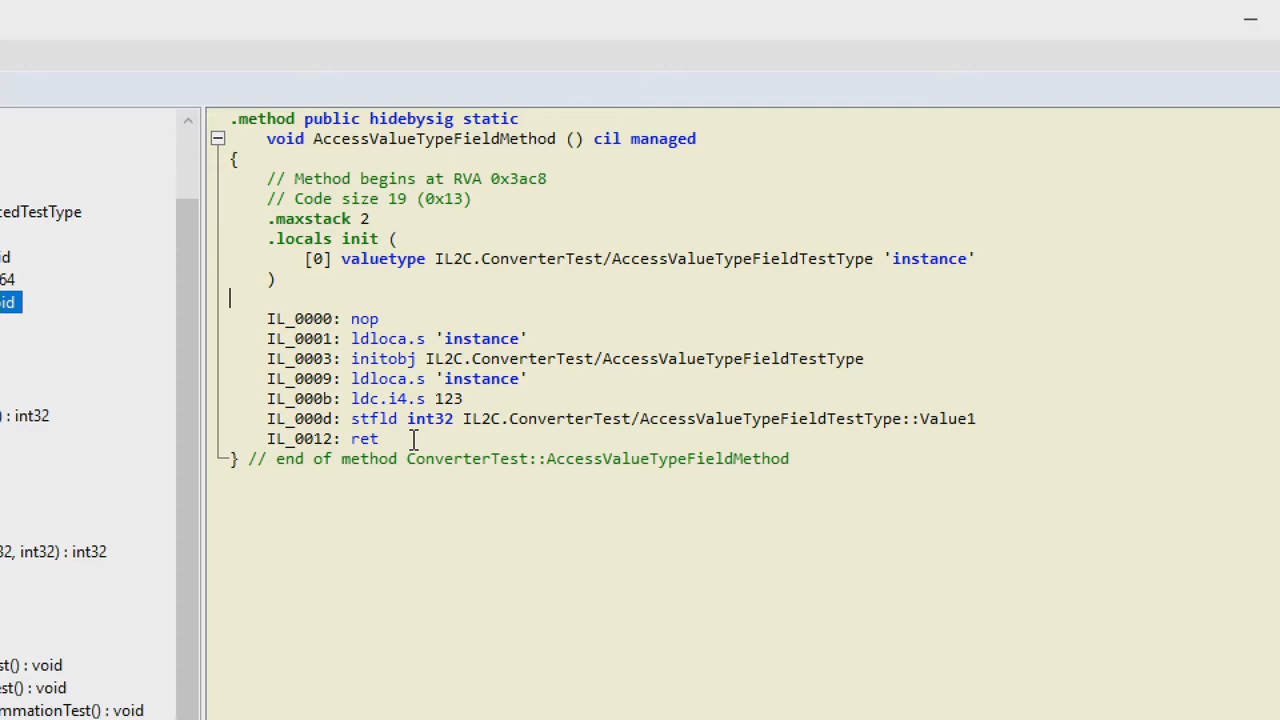 .method public hidebysig static
void AccessValueTypeFieldMethod () cil managed
{
// Method begins at RVA 0x3ac8
// Code size 19 (0x13)
.maxstack 2
.locals init (
[0] valuetype IL2C.ConverterTest/AccessValueTypeFieldTestType 'instance'
)
IL_0000: nop
IL_0001: ldloca.s 'instance'
IL_0003: initobj IL2C.ConverterTest/AccessValueTypeFieldTestType
IL_0009: ldloca.s 'instance'
IL_000b: ldc.i4.s 123
IL_000d: stfld int32 IL2C.ConverterTest/AccessValueTypeFieldTestType::Value1
IL_0012: ret
} // end of method ConverterTest::AccessValueTypeFieldMethod
cedTestType
id
64
oid
) : int32
32, int32) : int32
st() : void
est() : void
mmationTest() : void